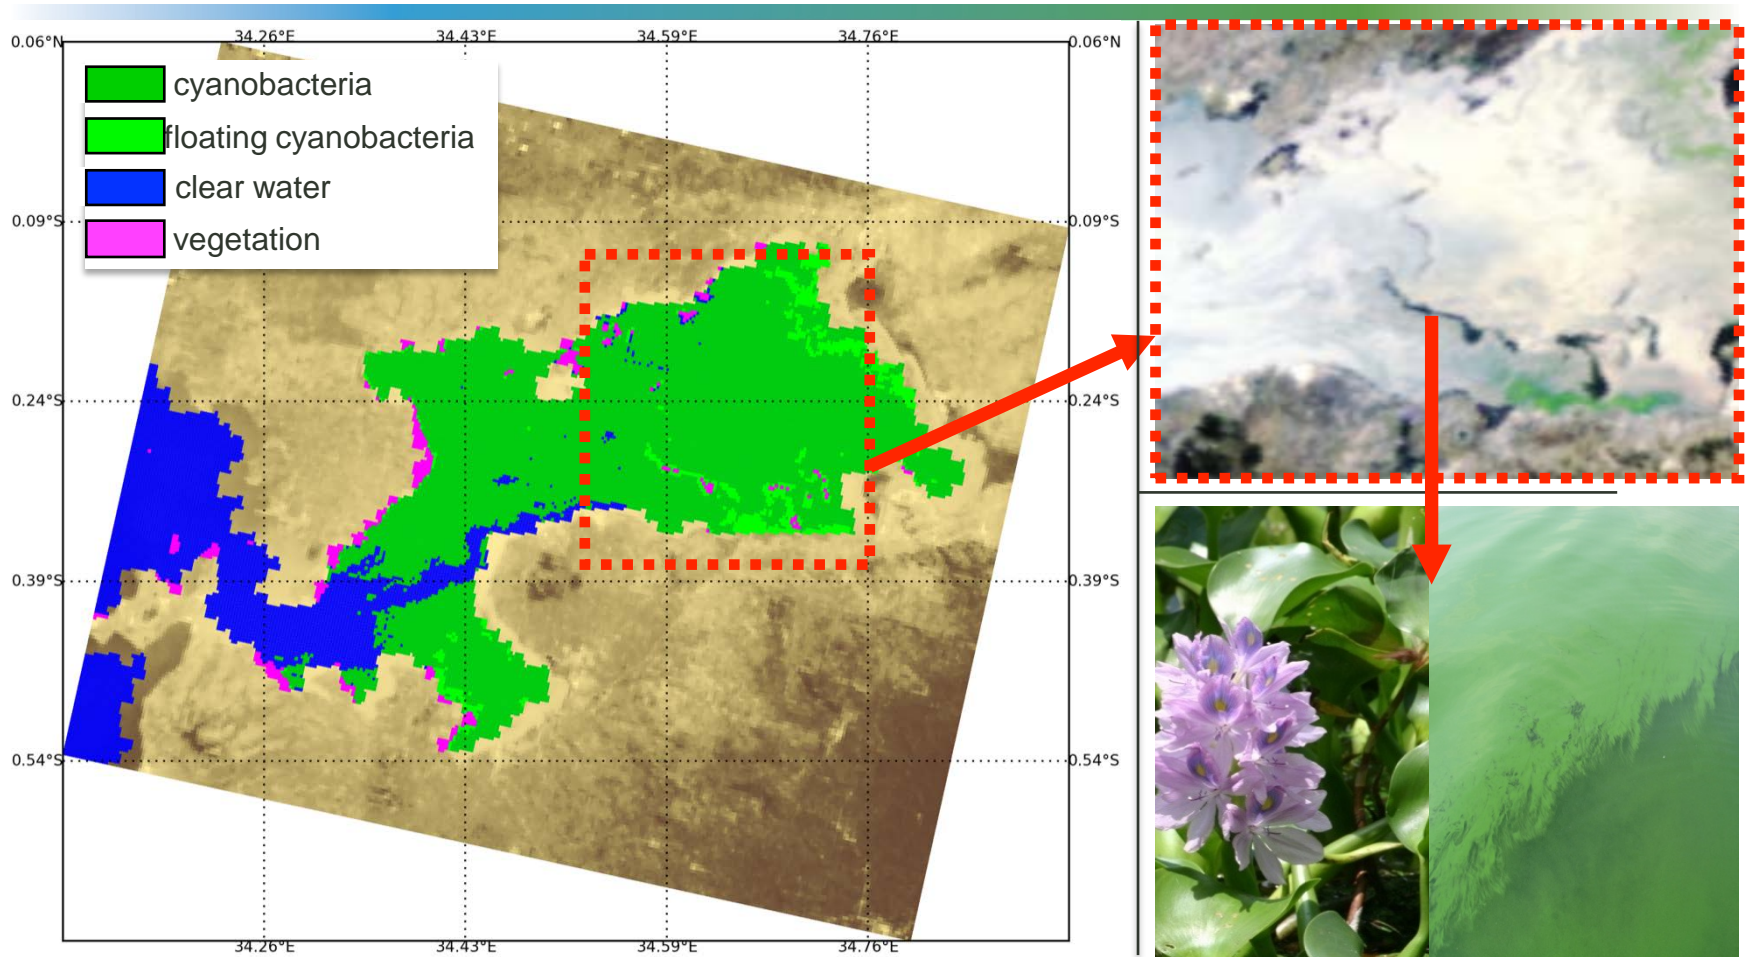 34.26°E 34.43°E 34.59°E 34.76°E
0.06°N 0.06°N
cyanobacteria
floating cyanobacteria
clear water
vegetation
0.09°S 0.09°S
0.24°S 0.24°S
0.39°S 0.39°S
0.54°S 0.54°S
34.26°E 34.43°E 34.59°E 34.76°E